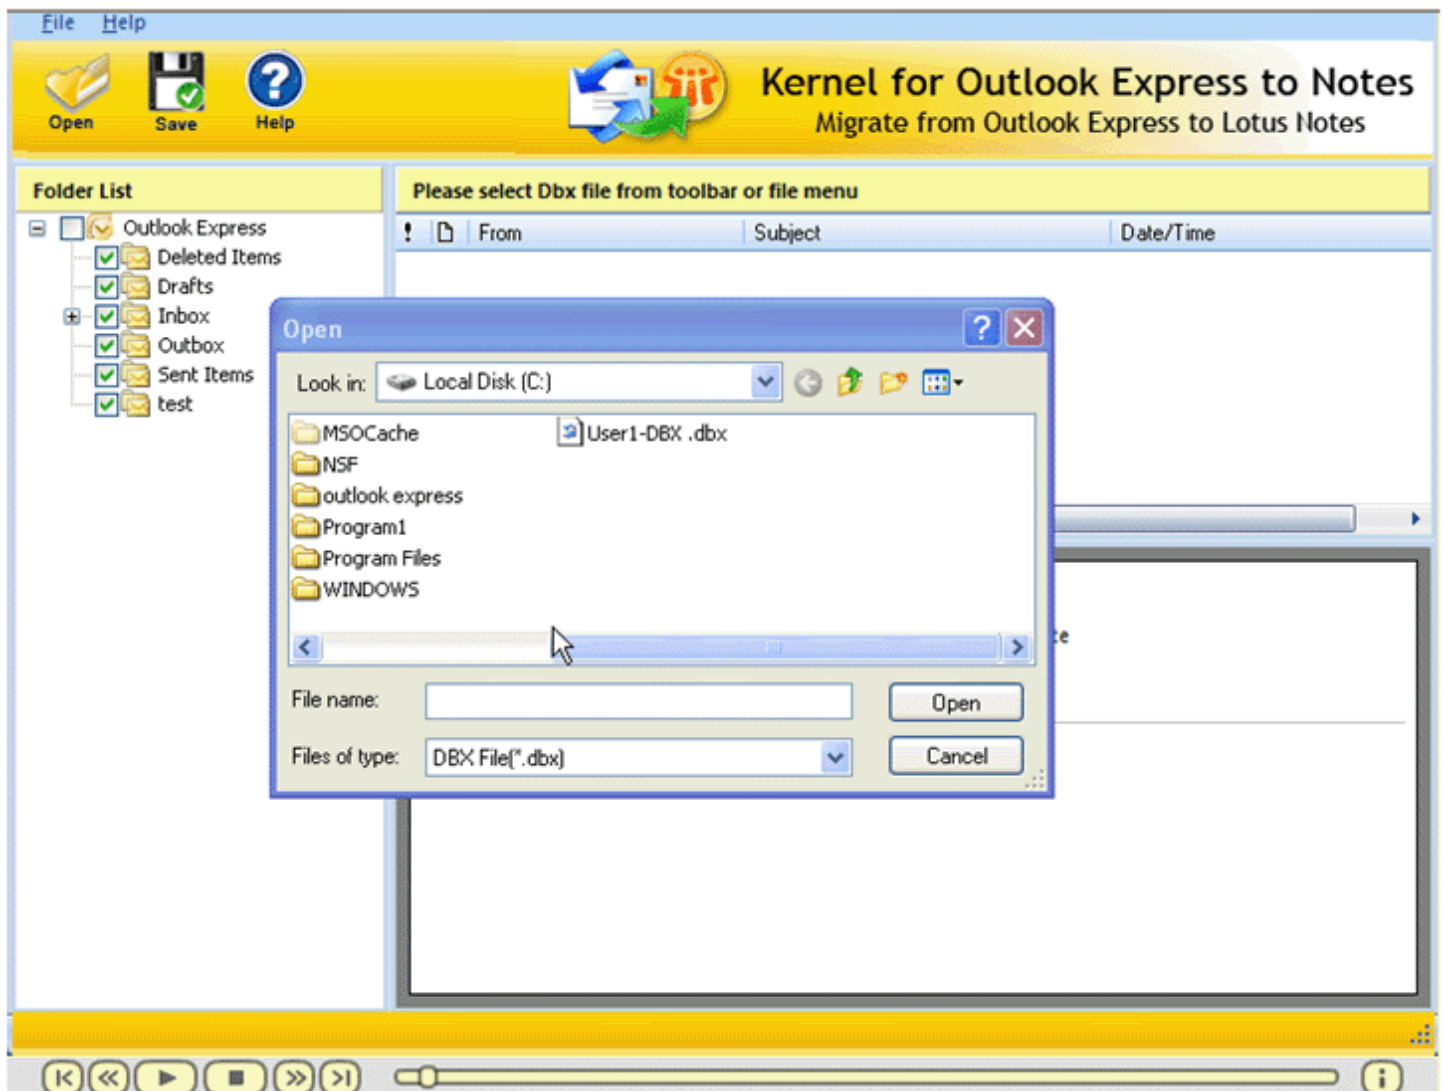 File Help
Open Save Help
Kernel for Outlook Express to Notes
Migrate from Outlook Express to Lotus Notes
Folder List
Please select Dbx file from toolbar or file menu
Outlook Express
! From Subject Date/Time
Deleted Items
Drafts
Inbox
Outbox
Sent Items
test
Open
Look in: Local Disk (C:)
MSOCache
User1-DBX .dbx
NSF
outlook express
Program1
Program Files
WINDOWS
File name:
Open
Files of type: DBX File(*.dbx)
Cancel